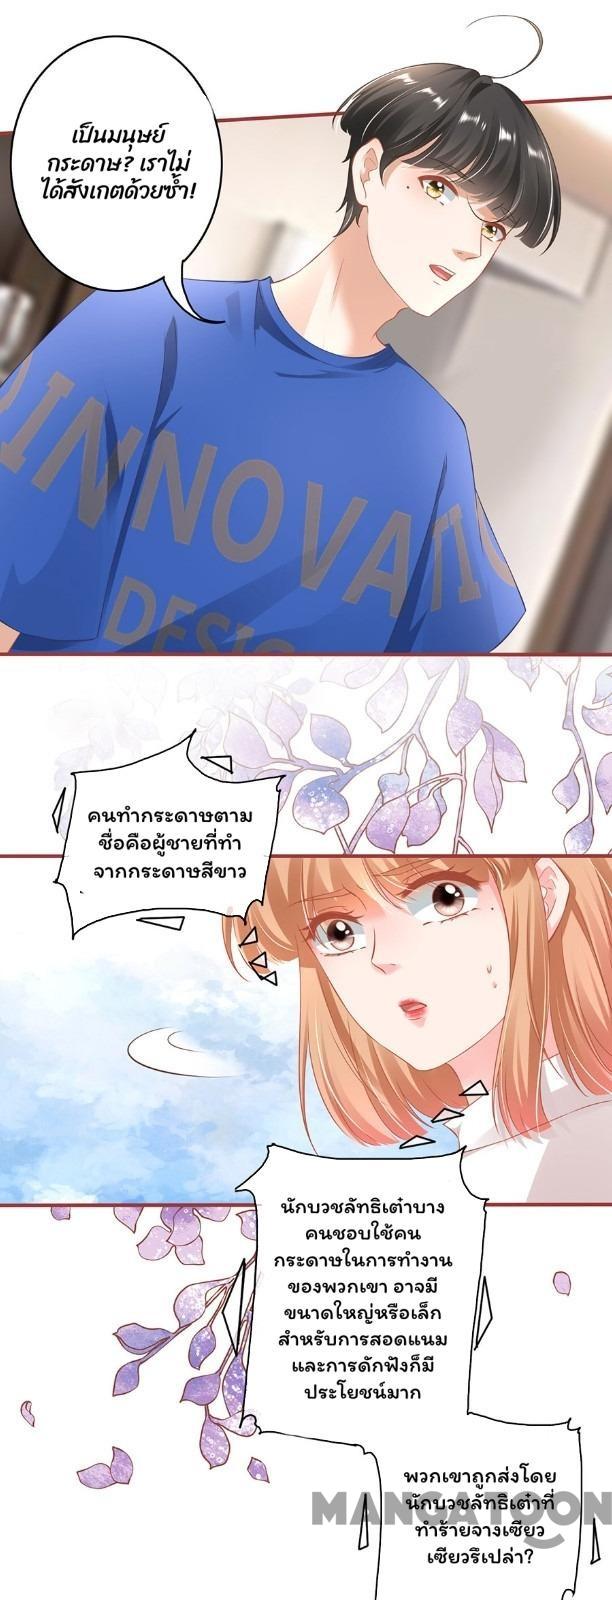 เป็นมนุษย์
กระดาษ? เราไม่
ได้สังเกตด้วยซ้ำ!
INNOVATIO
DESIG
คนทำกระดาษตาม
ชื่อคือผู้ชายที่ทำ
จากกระดาษสีขาว
นักบวชลัทธิเต๋าบาง
คนชอบใช้คน
กระดาษในการทำงาน
ของพวกเขา อาจมี
ขนาดใหญ่หรือเล็ก
สำหรับการสอดแนม
และการดักฟังก็มี
ประโยชน์มาก
พวกเขาถูกส่งโดย
นักบวชลัทธิเต๋าที่
ทำร้ายจางเซียว
เซียวรึเปล่า?
MANGATOON